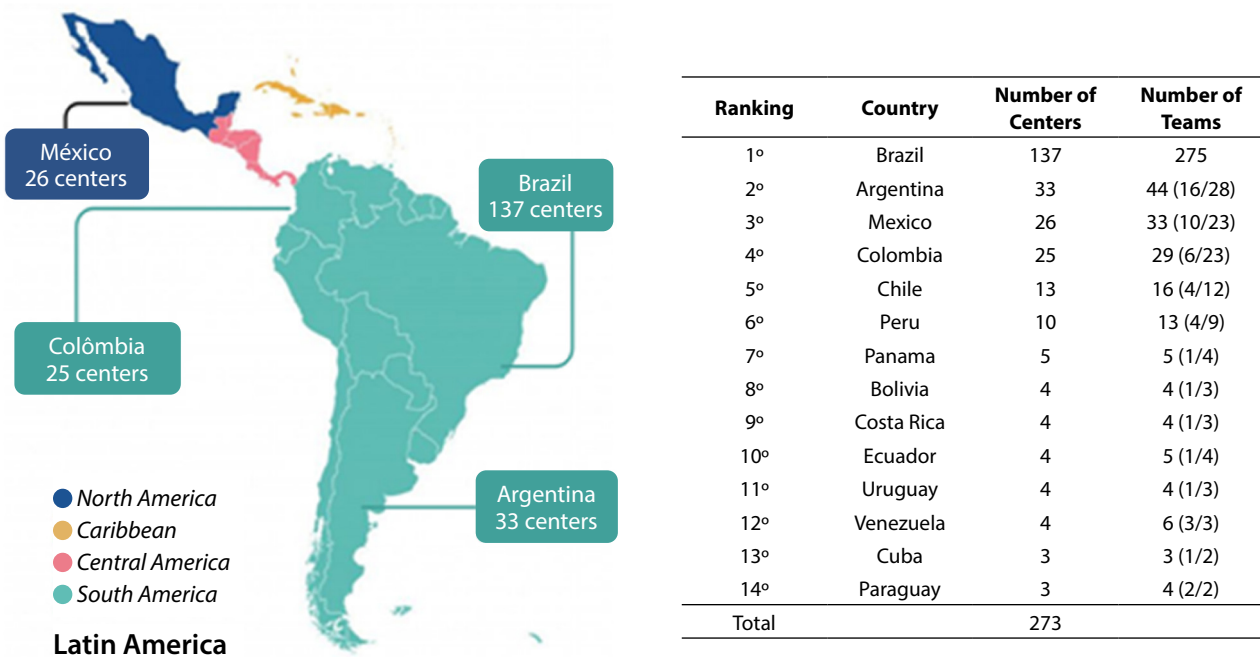 México
26 centers
Brazil
137 centers
Colômbia
25 centers
Argentina
33 centers
North America
Caribbean
Central America
South America
Latin America
Ranking Country Number of Centers Number of Teams
1º Brazil 137 275
2º Argentina 33 44 (16/28)
3º Mexico 26 33 (10/23)
4º Colombia 25 29 (6/23)
5º Chile 13 16 (4/12)
6º Peru 10 13 (4/9)
7º Panama 5 5 (1/4)
8º Bolivia 4 4 (1/3)
9º Costa Rica 4 4 (1/3)
10º Ecuador 4 5 (1/4)
11º Uruguay 4 4 (1/3)
12º Venezuela 4 6 (3/3)
13º Cuba 3 3 (1/2)
14º Paraguay 3 4 (2/2)
Total 273